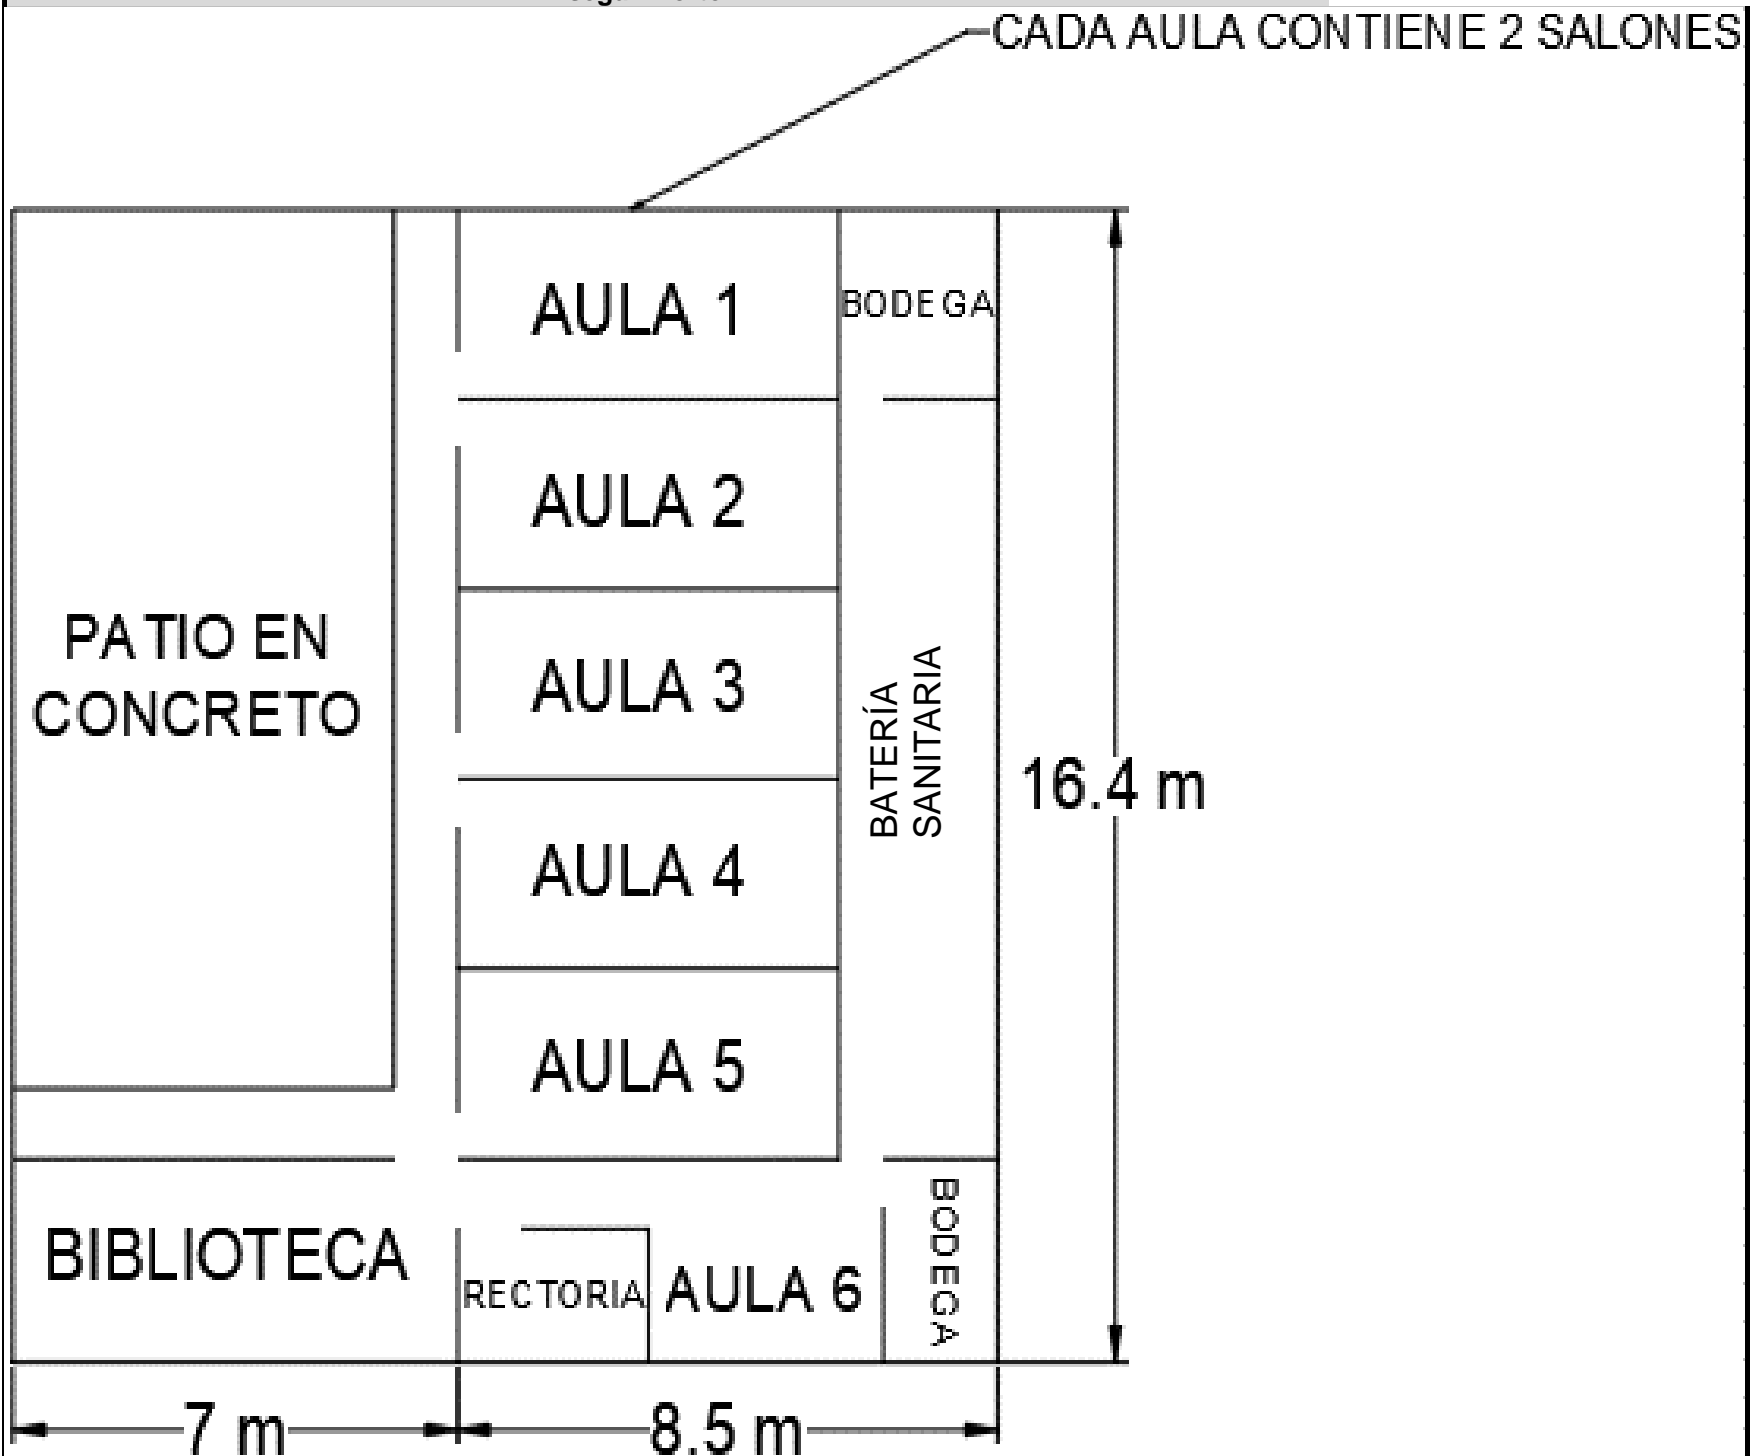 CADA AULA CONTIENE 2 SALONES
AULA 1
BODEGA
AULA 2
PATIO EN
CONCRETO
AULA 3
BATERÍA
SANITARIA
16.4 m
AULA 4
AULA 5
BIBLIOTECA
RECTORIA
AULA 6
BODEGA
7 m
8.5 m